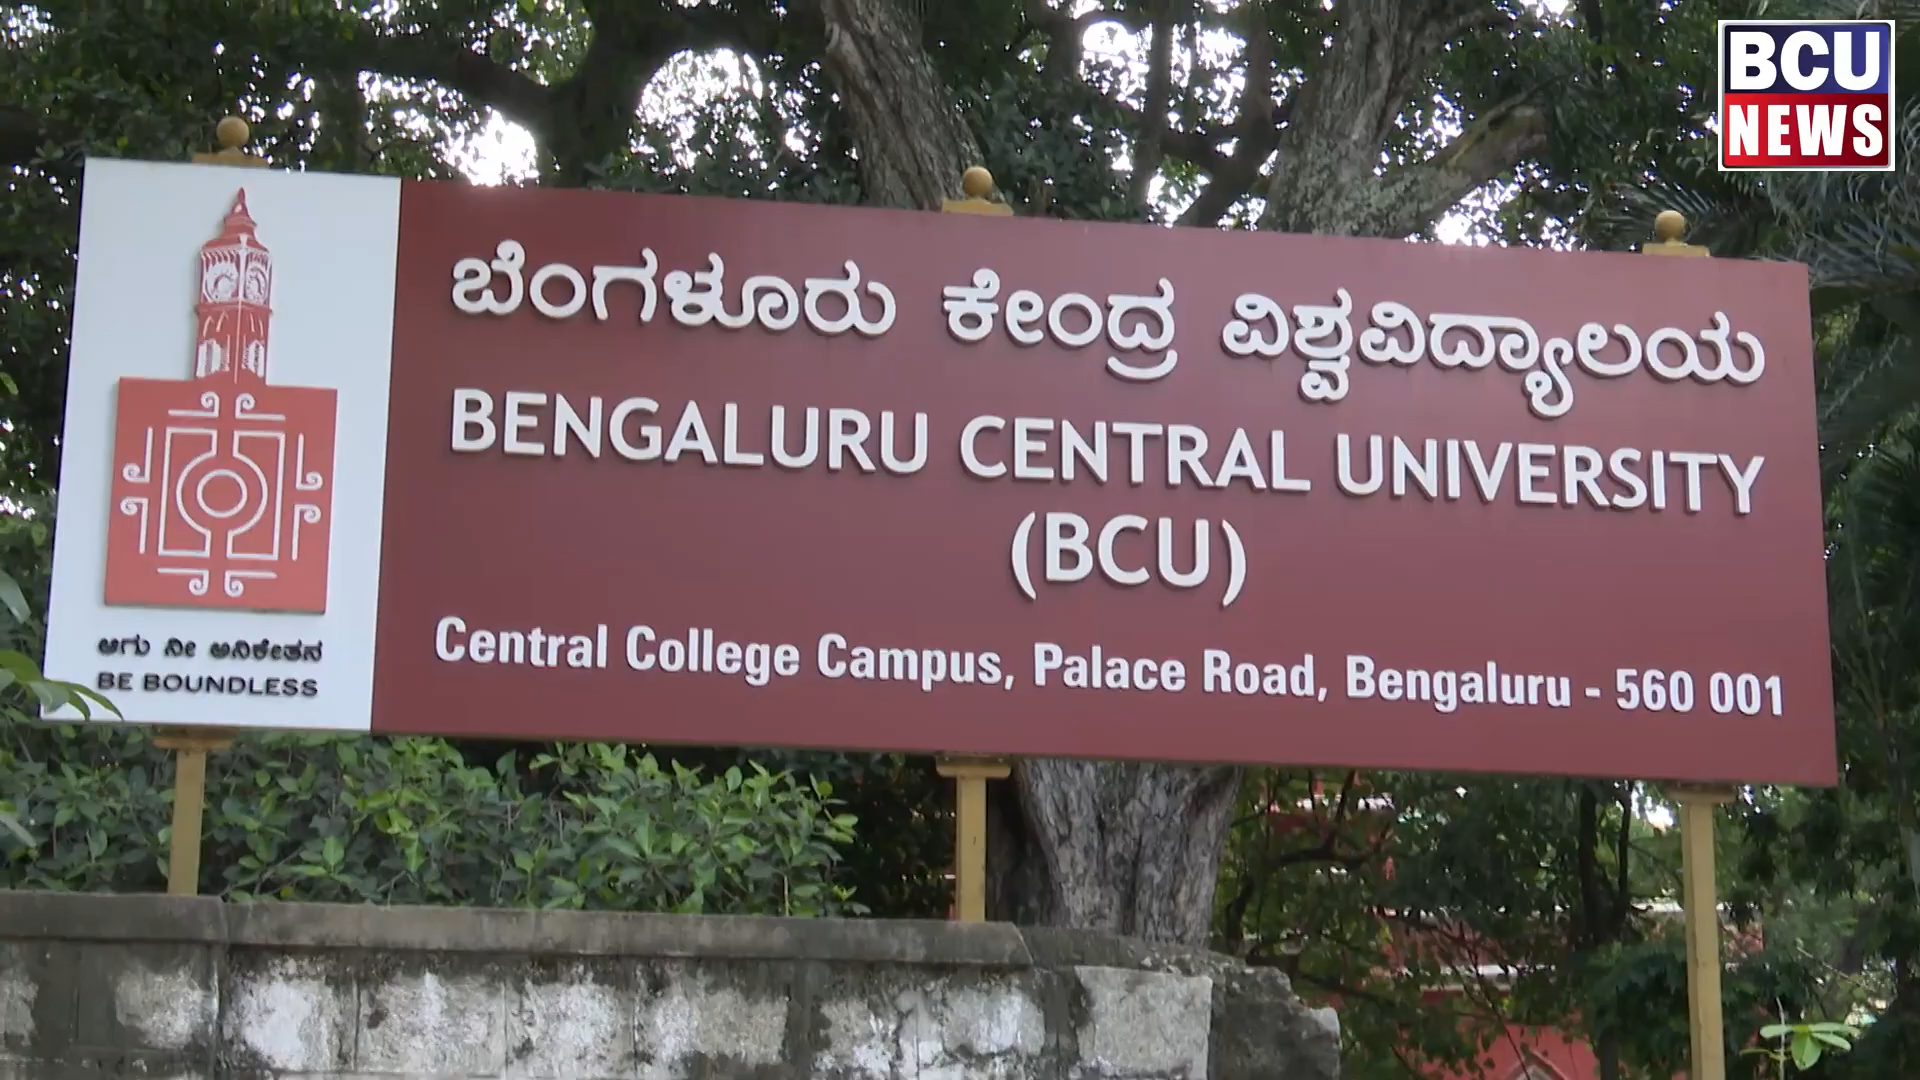 BCU
NEWS
ಬೆಂಗಳೂರು ಕೇಂದ್ರ ವಿಶ್ವವಿದ್ಯಾಲಯ
BENGALURU CENTRAL UNIVERSITY
(BCU)
Central College Campus, Palace Road, Bengaluru - 560 001
ಆಗು ನೀ ಅನಿಕೇತನ
BE BOUNDLESS